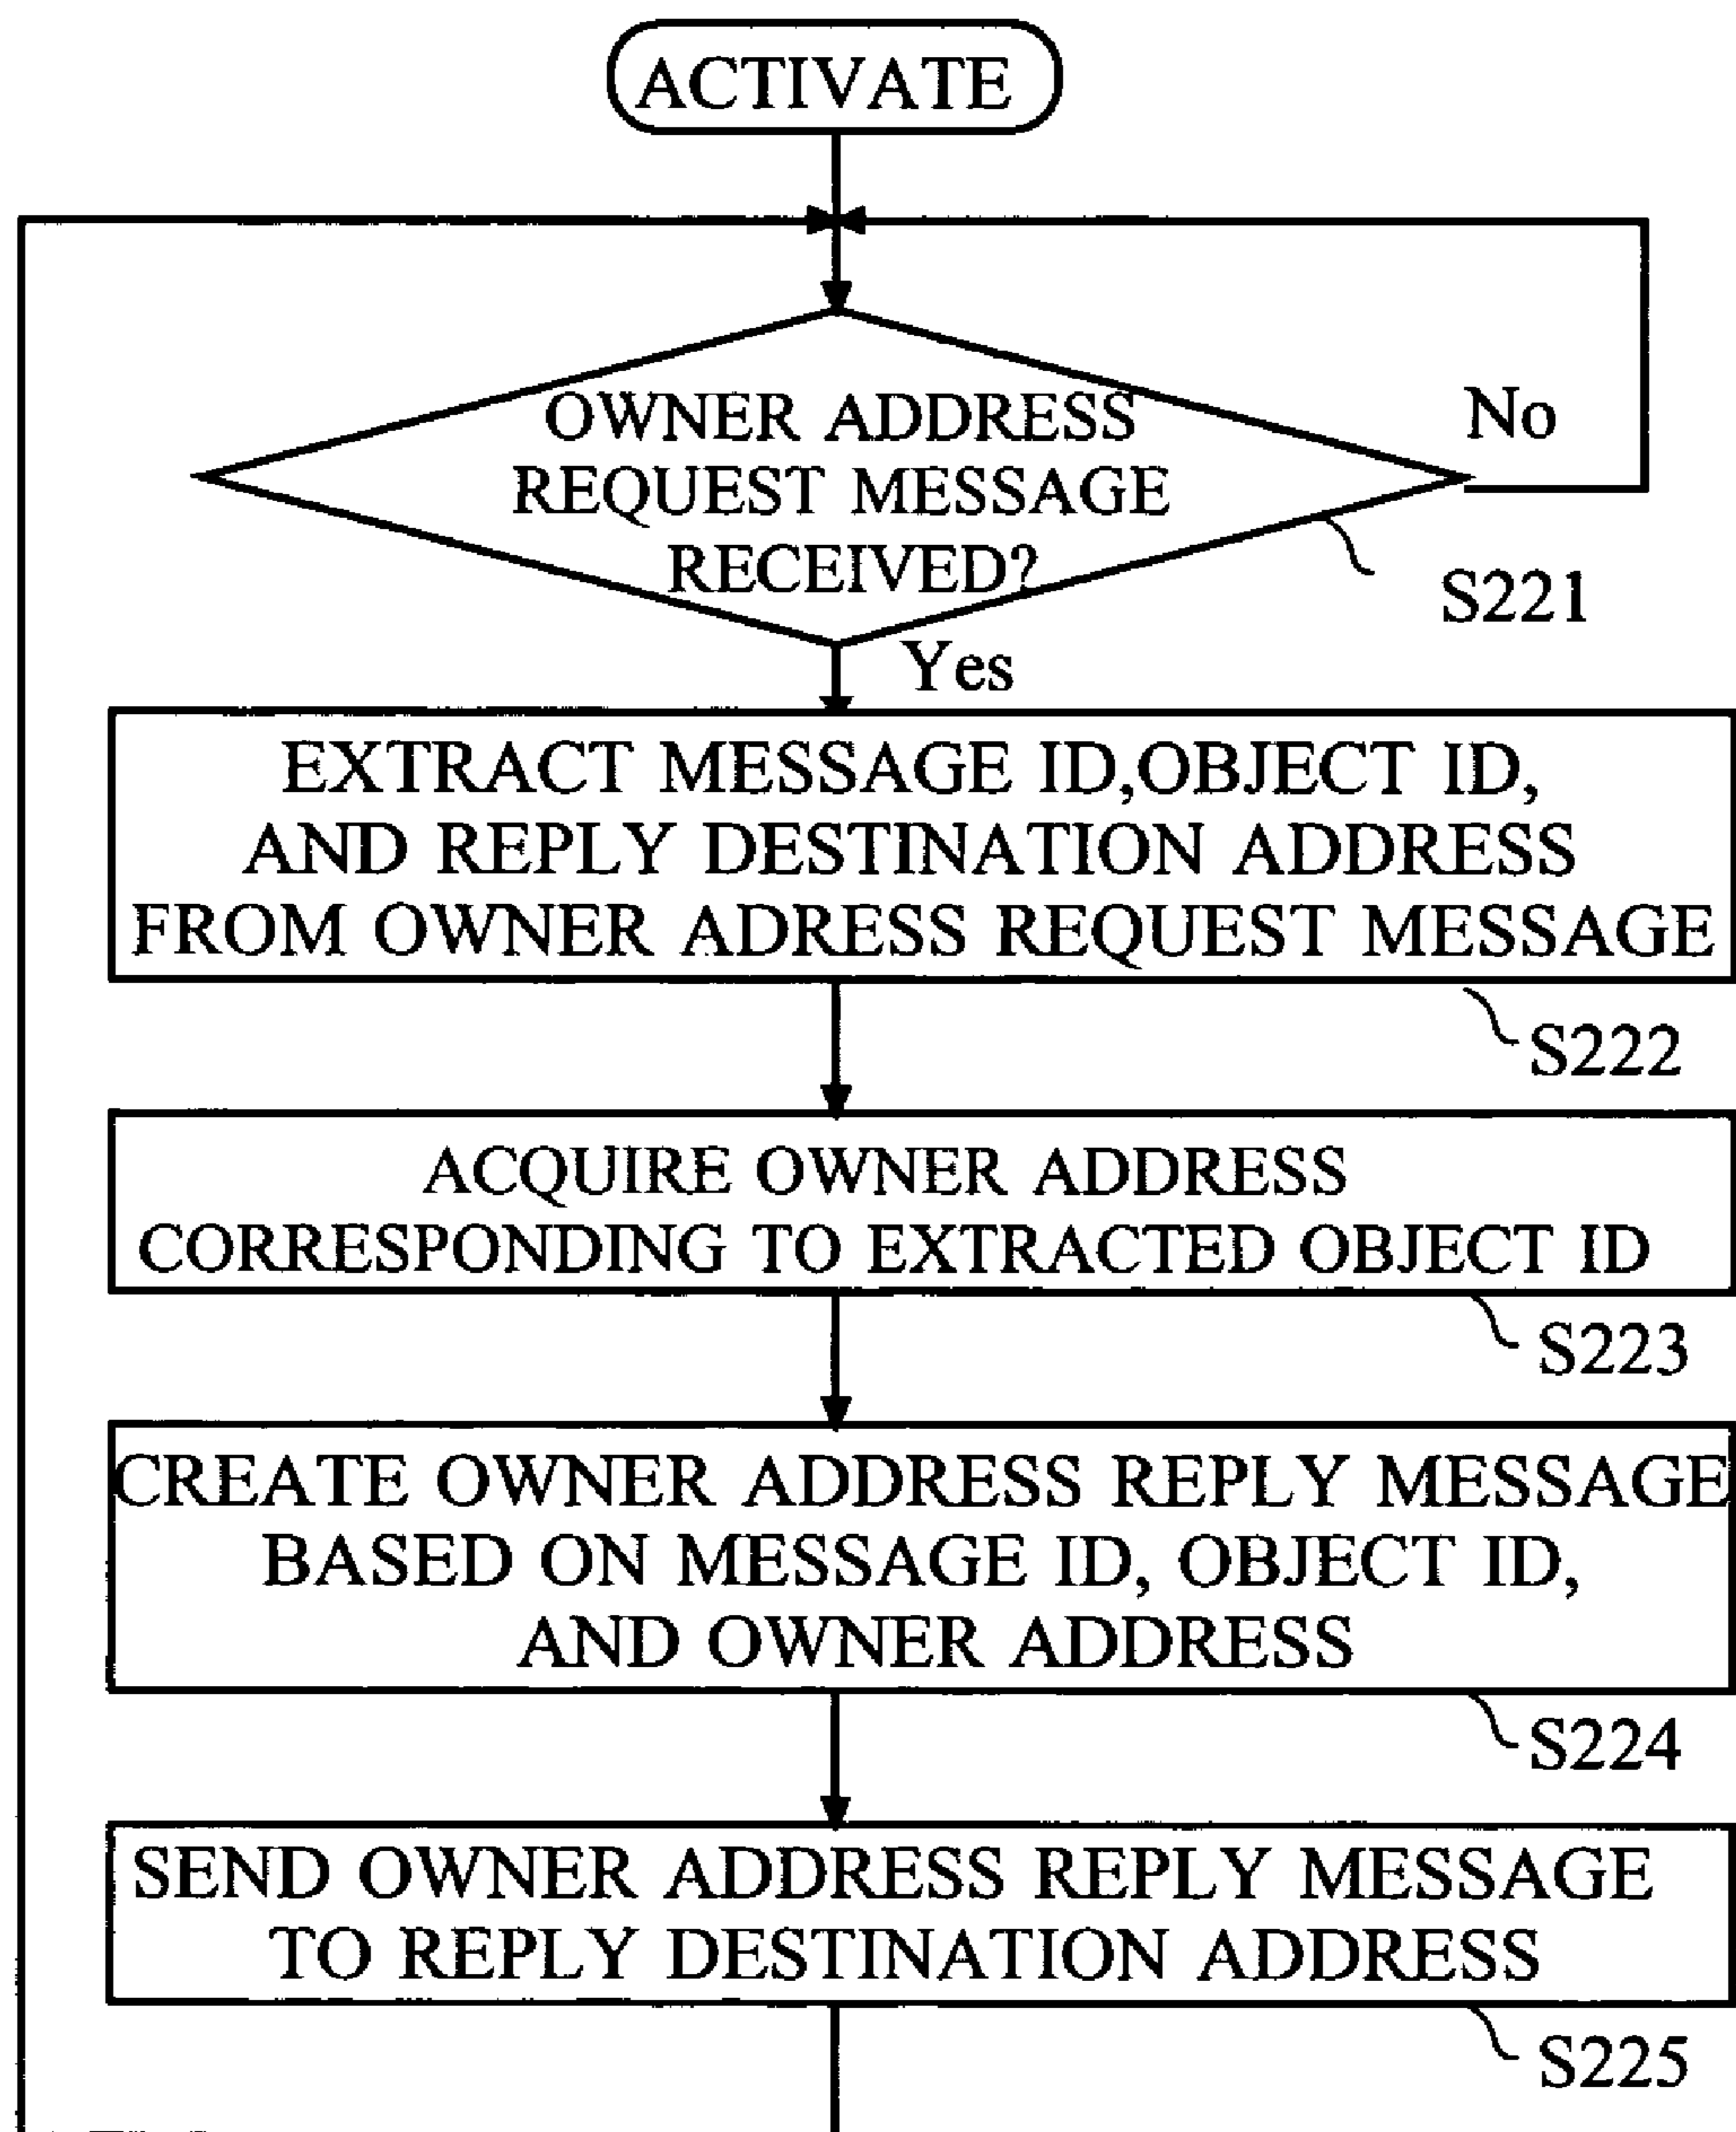 ACTIVATE
OWNER ADDRESS
REQUEST MESSAGE
RECEIVED?
No
S221
Yes
EXTRACT MESSAGE ID,OBJECT ID,
AND REPLY DESTINATION ADDRESS
FROM OWNER ADRESS REQUEST MESSAGE
S222
ACQUIRE OWNER ADDRESS
CORRESPONDING TO EXTRACTED OBJECT ID
S223
CREATE OWNER ADDRESS REPLY MESSAGE
BASED ON MESSAGE ID, OBJECT ID,
AND OWNER ADDRESS
S224
SEND OWNER ADDRESS REPLY MESSAGE
TO REPLY DESTINATION ADDRESS
S225